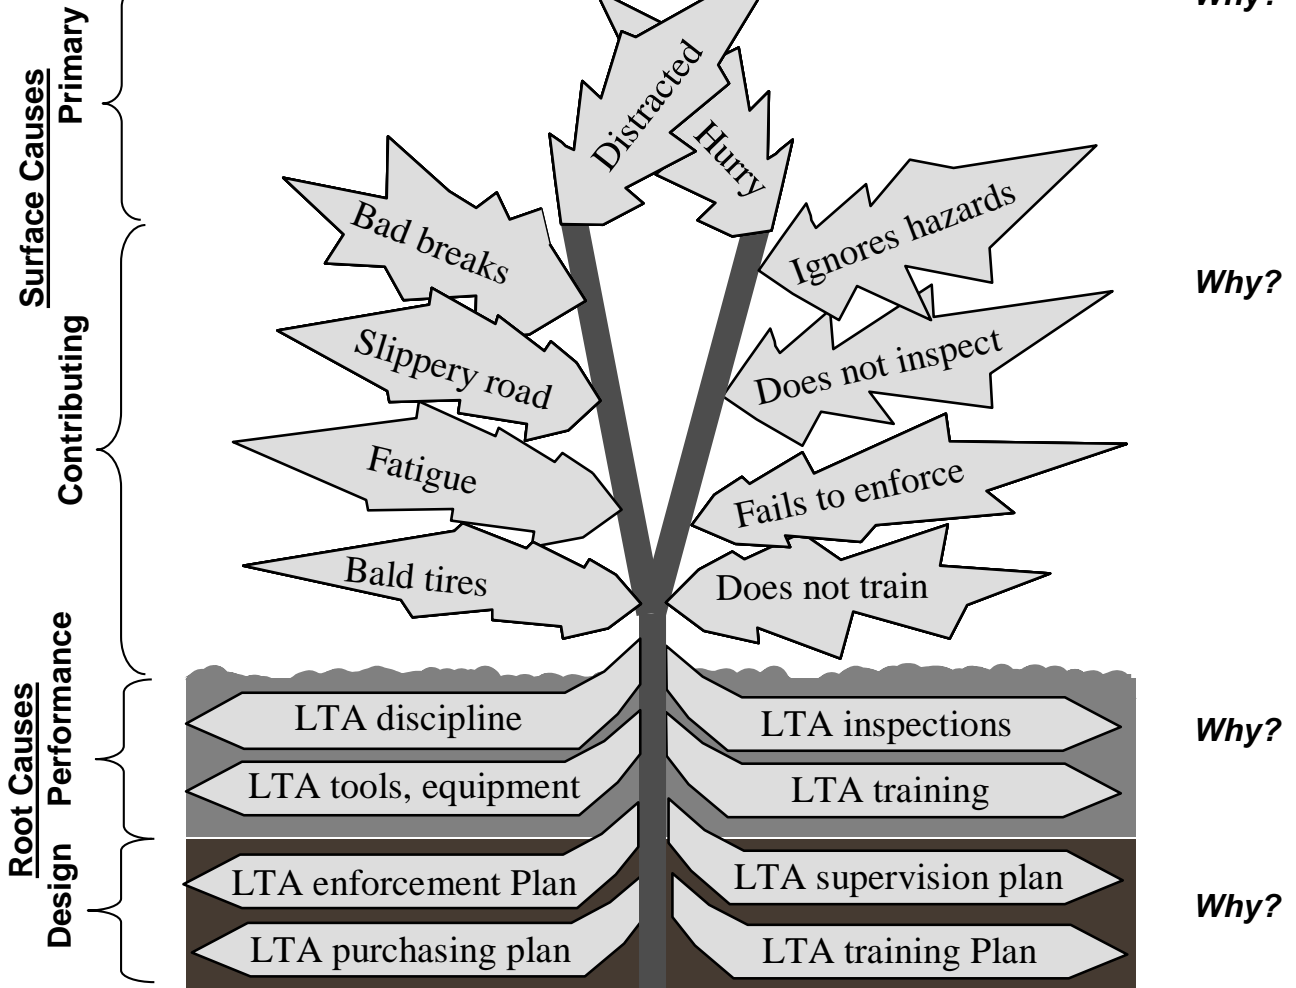 Why?
Primary
Surface Causes
Distracted
Hurry
Bad breaks
Ignores hazards
Why?
Contributing
Slippery road
Does not inspect
Fatigue
Fails to enforce
Bald tires
Does not train
Root Causes
Performance
LTA discipline
LTA inspections
Why?
LTA tools, equipment
LTA training
Design
LTA enforcement Plan
LTA supervision plan
Why?
LTA purchasing plan
LTA training Plan